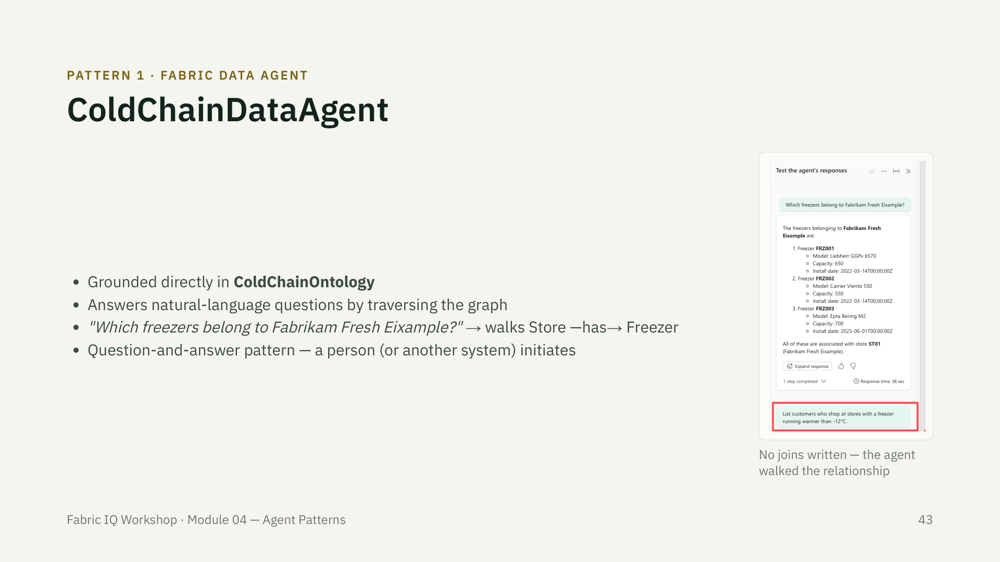 PATTERN 1 · FABRIC DATA AGENT
ColdChainDataAgent
• Grounded directly in ColdChainOntology
• Answers natural-language questions by traversing the graph
• "Which freezers belong to Fabrikam Fresh Eixample?" → walks Store —has→ Freezer
• Question-and-answer pattern — a person (or another system) initiates
Test the agent's responses
Which freezers belong to Fabrikam Fresh Eixample?
The freezers belonging to Fabrikam Fresh
Eixample are:
1. Freezer FRZ001
Model: Liebherr GGPv 6570
Capacity: 650
Install date: 2022-03-14T00:00:00Z
2. Freezer FRZ002
Model: Carrier Viento 550
Capacity: 550
Install date: 2022-03-14T00:00:00Z
3. Freezer FRZ003
Model: Epta Bering M2
Capacity: 700
Install date: 2023-06-01T00:00:00Z
All of these are associated with store ST01
(Fabrikam Fresh Eixample).
Expand response
1 step completed
Response time: 38 sec
List customers who shop at stores with a freezer
running warmer than -12°C.
No joins written — the agent
walked the relationship
Fabric IQ Workshop · Module 04 — Agent Patterns
43